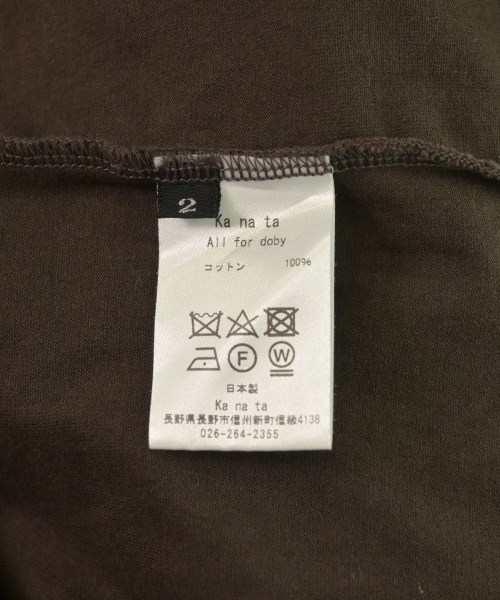 2
Ka na ta
All for doby
コットン 100%
F W
日本製
Ka na ta
長野県長野市信州新町信級4138
026-264-2355